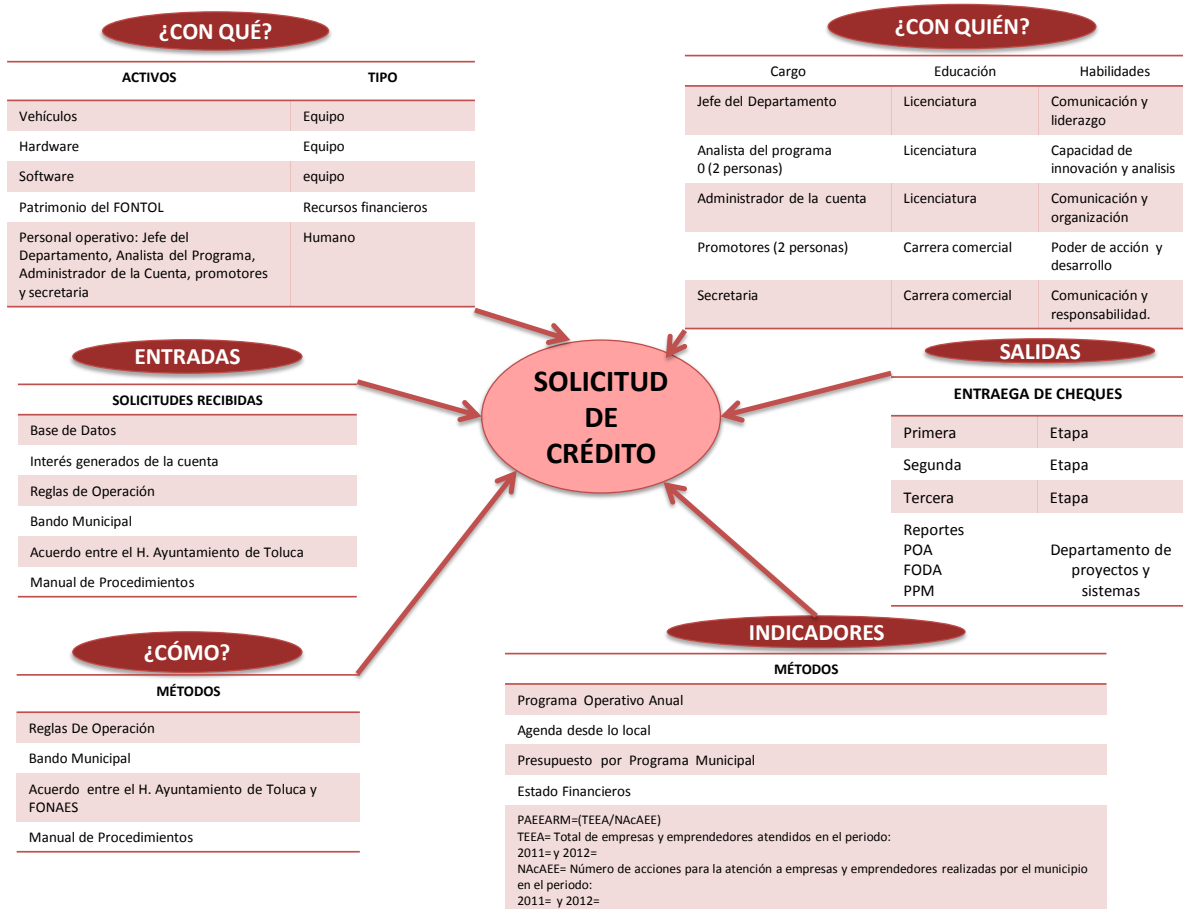 ¿CON QUÉ?
ACTIVOS TIPO
Vehículos Equipo
Hardware Equipo
Software equipo
Patrimonio del FONTOL Recursos financieros
Personal operativo: Jefe del Humano
Departamento, Analista del Programa,
Administrador de la Cuenta, promotores
y secretaria
¿CON QUIÉN?
Cargo Educación Habilidades
Jefe del Departamento Licenciatura Comunicación y
liderazgo
Analista del programa Licenciatura Capacidad de
0 (2 personas) innovación y analisis
Administrador de la cuenta Licenciatura Comunicación y
organización
Promotores (2 personas) Carrera comercial Poder de acción y
desarrollo
Secretaria Carrera comercial Comunicación y
responsabilidad.
ENTRADAS
SOLICITUDES RECIBIDAS
Base de Datos
Interés generados de la cuenta
Reglas de Operación
Bando Municipal
Acuerdo entre el H. Ayuntamiento de Toluca
Manual de Procedimientos
SOLICITUD
DE
CRÉDITO
SALIDAS
ENTRAEGA DE CHEQUES
Primera Etapa
Segunda Etapa
Tercera Etapa
Reportes
POA Departamento de
FODA proyectos y
PPM sistemas
¿CÓMO?
MÉTODOS
Reglas De Operación
Bando Municipal
Acuerdo entre el H. Ayuntamiento de Toluca y
FONAES
Manual de Procedimientos
INDICADORES
MÉTODOS
Programa Operativo Anual
Agenda desde lo local
Presupuesto por Programa Municipal
Estado Financieros
PAEEARM=(TEEA/NAcAEE)
TEEA= Total de empresas y emprendedores atendidos en el periodo:
2011= y 2012=
NAcAEE= Número de acciones para la atención a empresas y emprendedores realizadas por el municipio
en el periodo:
2011= y 2012=